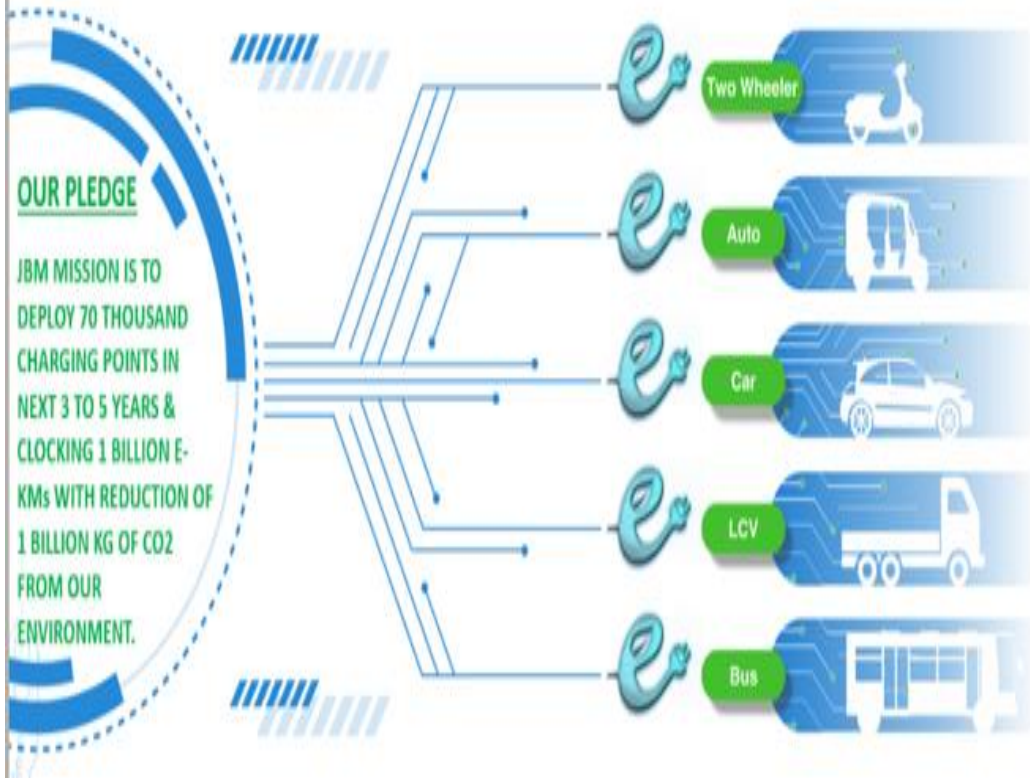 OUR PLEDGE
JBM MISSION IS TO
DEPLOY 70 THOUSAND
CHARGING POINTS IN
NEXT 3 TO 5 YEARS &
CLOCKING 1 BILLION E-
KMs WITH REDUCTION OF
1 BILLION KG OF CO2
FROM OUR
ENVIRONMENT.
e
Two Wheeler
e
Auto
e
Car
e
LCV
e
Bus